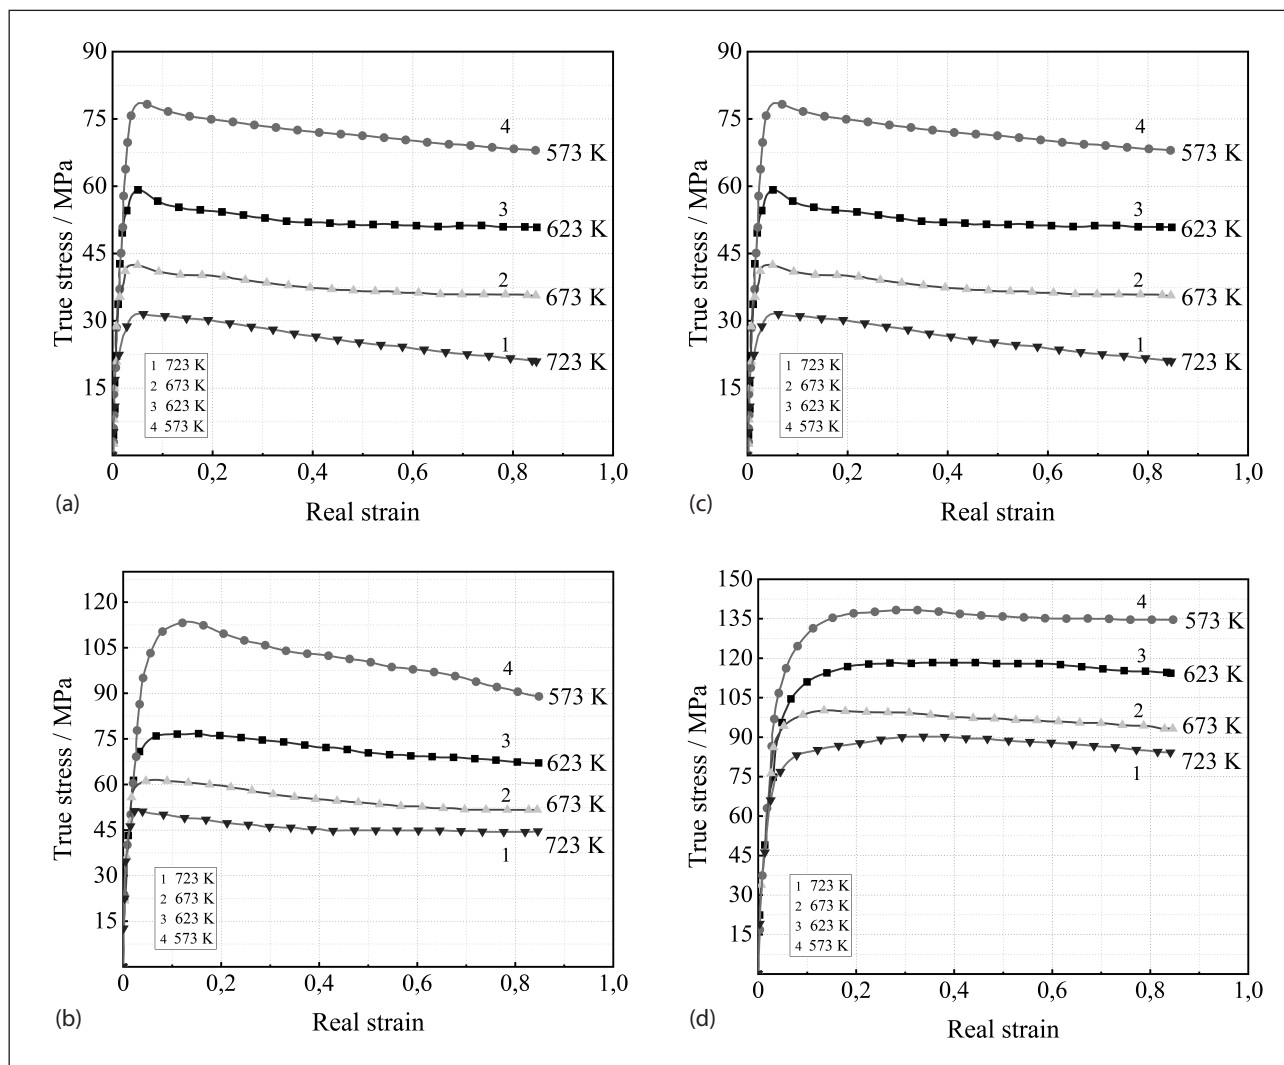 90
75
60
45
30
15
True stress / MPa
4
573 K
3
623 K
2
673 K
1
723 K
1 723 K
2 673 K
3 623 K
4 573 K
0
0,2
0,4
0,6
0,8
1,0
(a)
Real strain
90
75
60
45
30
15
True stress / MPa
4
573 K
3
623 K
2
673 K
1
723 K
1 723 K
2 673 K
3 623 K
4 573 K
0
0,2
0,4
0,6
0,8
1,0
(c)
Real strain
120
105
90
75
60
45
30
15
True stress / MPa
4
573 K
3
623 K
2
673 K
1
723 K
1 723 K
2 673 K
3 623 K
4 573 K
0
0,2
0,4
0,6
0,8
1,0
(b)
Real strain
150
135
120
105
90
75
60
45
30
15
True stress / MPa
4
573 K
3
623 K
2
673 K
1
723 K
1 723 K
2 673 K
3 623 K
4 573 K
0
0,2
0,4
0,6
0,8
1,0
(d)
Real strain